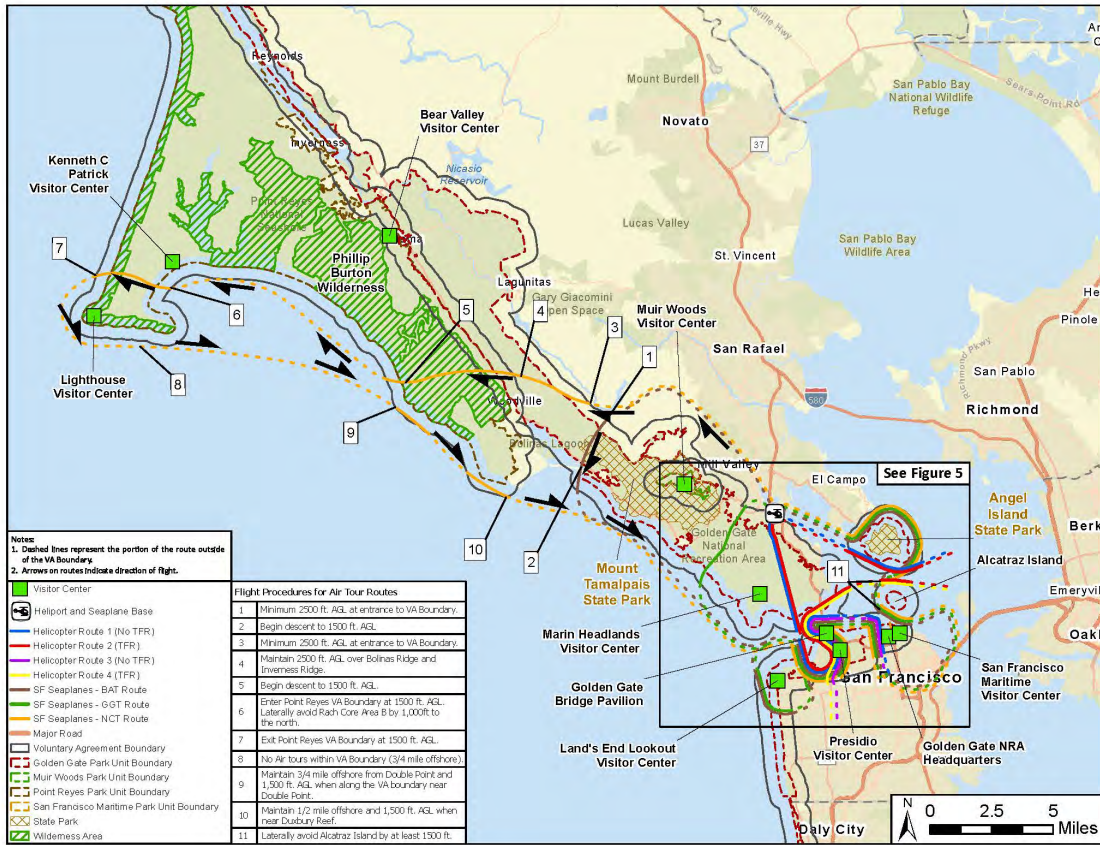 Reynolds
Mount Burdell
Novato
37
San Pablo Bay
National Wildlife
Refuge
Sears-Point Rd
Bear Valley
Visitor Center
Inverness
Nicasio
Reservoir
Kenneth C
Patrick
Visitor Center
Point Reyes
National
Seashore
Lucas Valley
San Pablo Bay
Wildlife Area
St. Vincent
7
Phillip
Burton
Wilderness
Lagunitas
Gary Giacomini
Open Space
6
5
4
3
1
Muir Woods
Visitor Center
Pinole
San Rafael
Richmond Pkwy
San Pablo
580
Richmond
Lighthouse
Visitor Center
8
9
Woodville
Bolinas Lagoon
Mill Valley
See Figure 5
El Campo
Angel
Island
State Park
10
2
Golden Gate
National
Recreation Area
11
Alcatraz Island
Mount
Tamalpais
State Park
Emeryville
Marin Headlands
Visitor Center
Golden Gate
Bridge Pavilion
San Francisco
San Francisco
Maritime
Visitor Center
Land's End Lookout
Visitor Center
Presidio
Visitor Center
Golden Gate NRA
Headquarters
Daly City
N
0 2.5 5
Miles
Notes:
1. Dashed lines represent the portion of the route outside
of the VA Boundary.
2. Arrows on routes indicate direction of flight.
Visitor Center
Heliport and Seaplane Base
Helicopter Route 1 (No TFR)
Helicopter Route 2 (TFR)
Helicopter Route 3 (No TFR)
Helicopter Route 4 (TFR)
SF Seaplanes - BAT Route
SF Seaplanes - GGT Route
SF Seaplanes - NCT Route
Major Road
Voluntary Agreement Boundary
Golden Gate Park Unit Boundary
Muir Woods Park Unit Boundary
Point Reyes Park Unit Boundary
San Francisco Maritime Park Unit Boundary
State Park
Wilderness Area
Flight Procedures for Air Tour Routes
1 Minimum 2500 ft. AGL at entrance to VA Boundary.
2 Begin descent to 1500 ft. AGL
3 Minimum 2500 ft. AGL at entrance to VA Boundary.
4 Maintain 2500 ft. AGL over Bolinas Ridge and
Inverness Ridge.
5 Begin descent to 1500 ft. AGL.
6 Enter Point Reyes VA Boundary at 1500 ft. AGL.
Laterally avoid Rach Core Area B by 1,000ft to
the north.
7 Exit Point Reyes VA Boundary at 1500 ft. AGL.
8 No Air tours within VA Boundary (3/4 mile offshore).
9 Maintain 3/4 mile offshore from Double Point and
1,500 ft. AGL when along the VA boundary near
Double Point.
10 Maintain 1/2 mile offshore and 1,500 ft. AGL when
near Duxbury Reef.
11 Laterally avoid Alcatraz Island by at least 1500 ft.